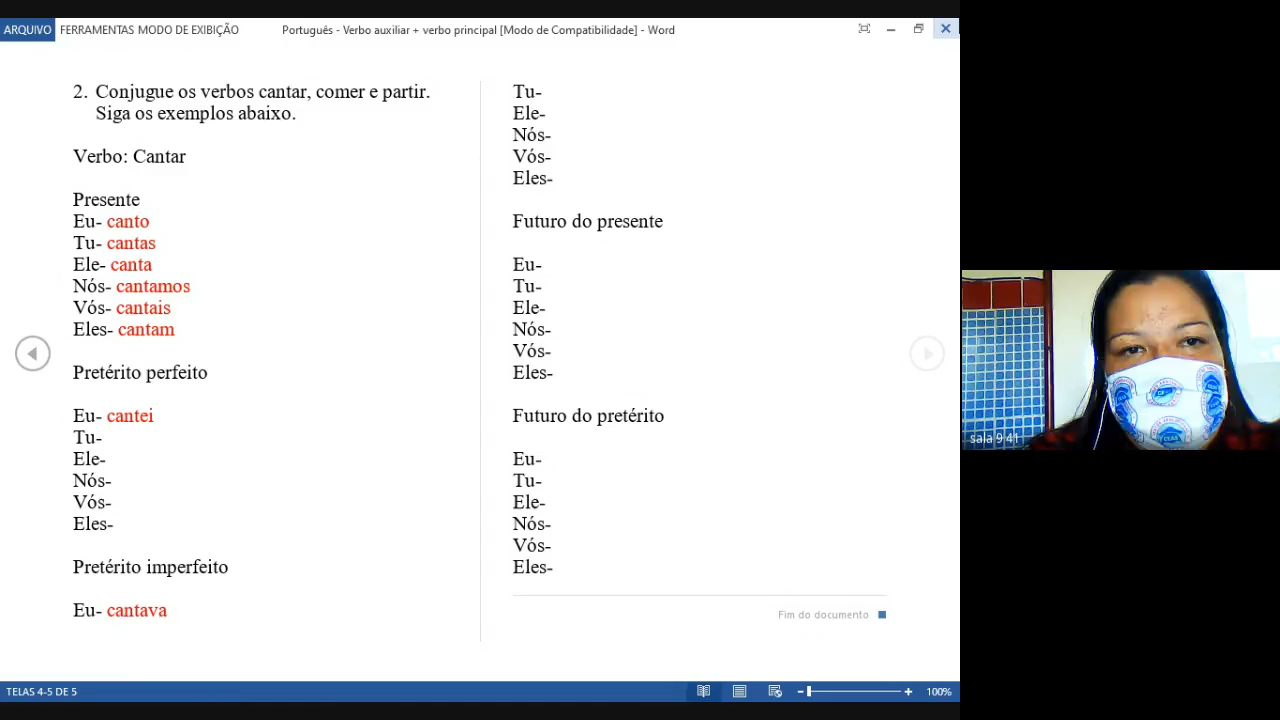 ARQUIVO FERRAMENTAS MODO DE EXIBIÇÃO Português - Verbo auxiliar + verbo principal [Modo de Compatibilidade] - Word
2. Conjugue os verbos cantar, comer e partir.
Siga os exemplos abaixo.
Verbo: Cantar
Presente
Eu- canto
Tu- cantas
Ele- canta
Nós- cantamos
Vós- cantais
Eles- cantam
Pretérito perfeito
Eu- cantei
Tu-
Ele-
Nós-
Vós-
Eles-
Pretérito imperfeito
Eu- cantava
Tu-
Ele-
Nós-
Vós-
Eles-
Futuro do presente
Eu-
Tu-
Ele-
Nós-
Vós-
Eles-
Futuro do pretérito
Eu-
Tu-
Ele-
Nós-
Vós-
Eles-
Fim do documento
sala 9 41
TELAS 4-5 DE 5
100%